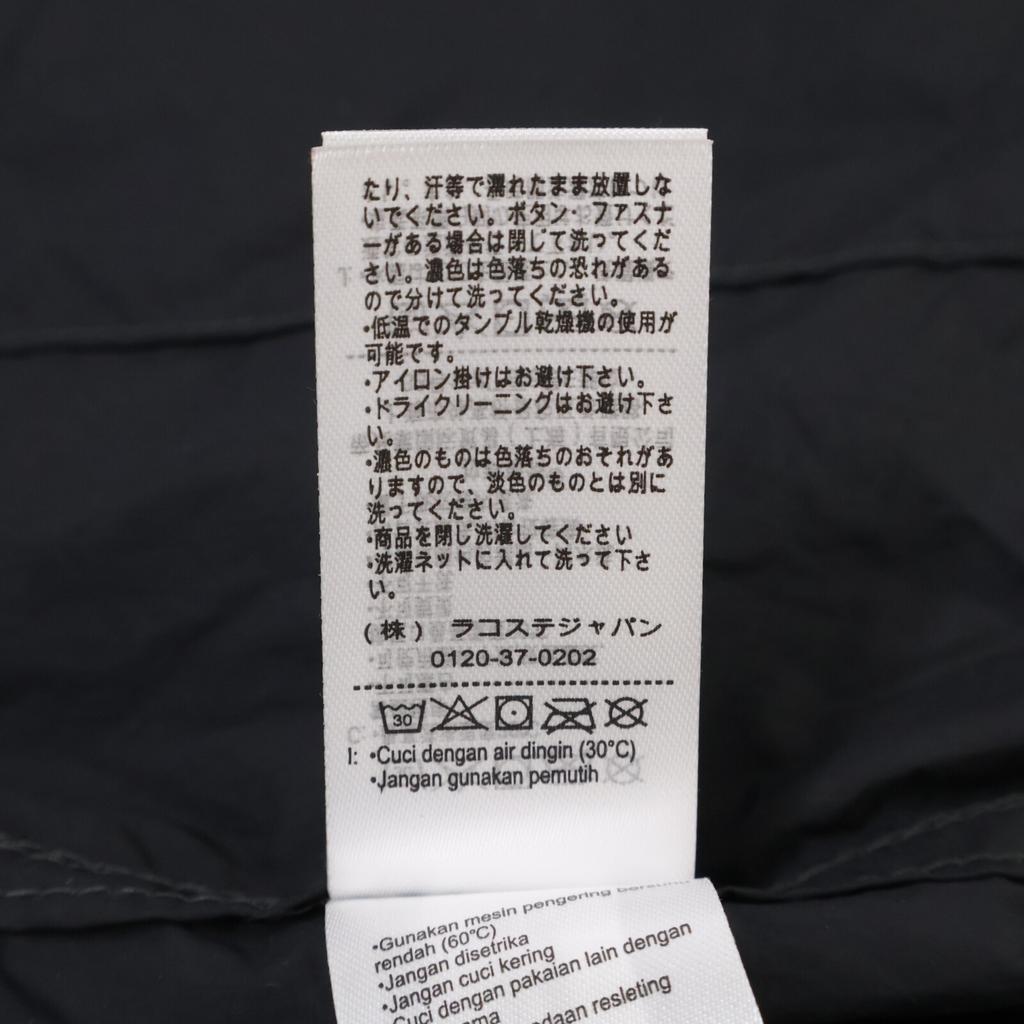 たり、汗等で濡れたまま放置しな
いでください。ボタン・ファスナ
ーがある場合は閉じて洗ってくだ
さい。濃色は色落ちの恐れがある
ので分けて洗ってください。
・低温でのタンブル乾燥機の使用が
可能です。
・アイロン掛けはお避け下さい。
・ドライクリーニングはお避け下さ
い。
・濃色のものは色落ちのおそれがあ
りますので、淡色のものとは別に
洗ってください。
・商品を閉じ洗濯してください
・洗濯ネットに入れて洗って下さ
い。
(株) ラコステジャパン
0120-37-0202
30
I: •Cuci dengan air dingin (30°C)
•Jangan gunakan pemutih
•Gunakan mesin pengering
rendah (60°C)
•Jangan disetrika
•Jangan cuci kering
•Cuci dengan pakaian lain dengan
resleting